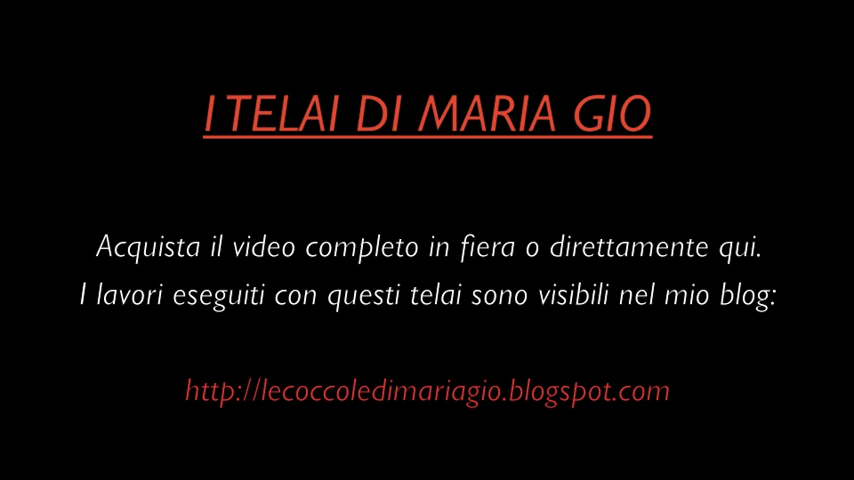 I TELAI DI MARIA GIO
Acquista il video completo in fiera o direttamente qui.
I lavori eseguiti con questi telai sono visibili nel mio blog:
http://lecoccoledimariagio.blogspot.com